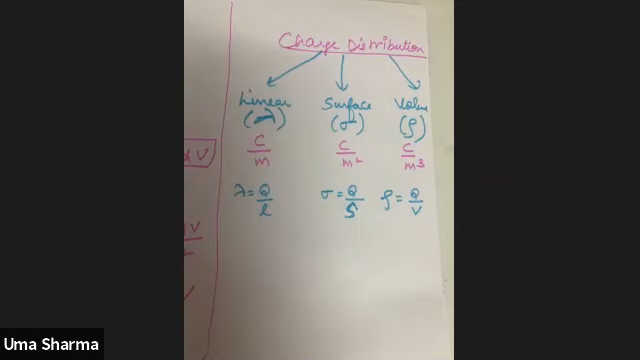 Charge Distribution
Linear Surface Volume
(λ) (σ) (ρ)
C/m C/m² C/m³
λ = Q/l σ = Q/S ρ = Q/V
Uma Sharma